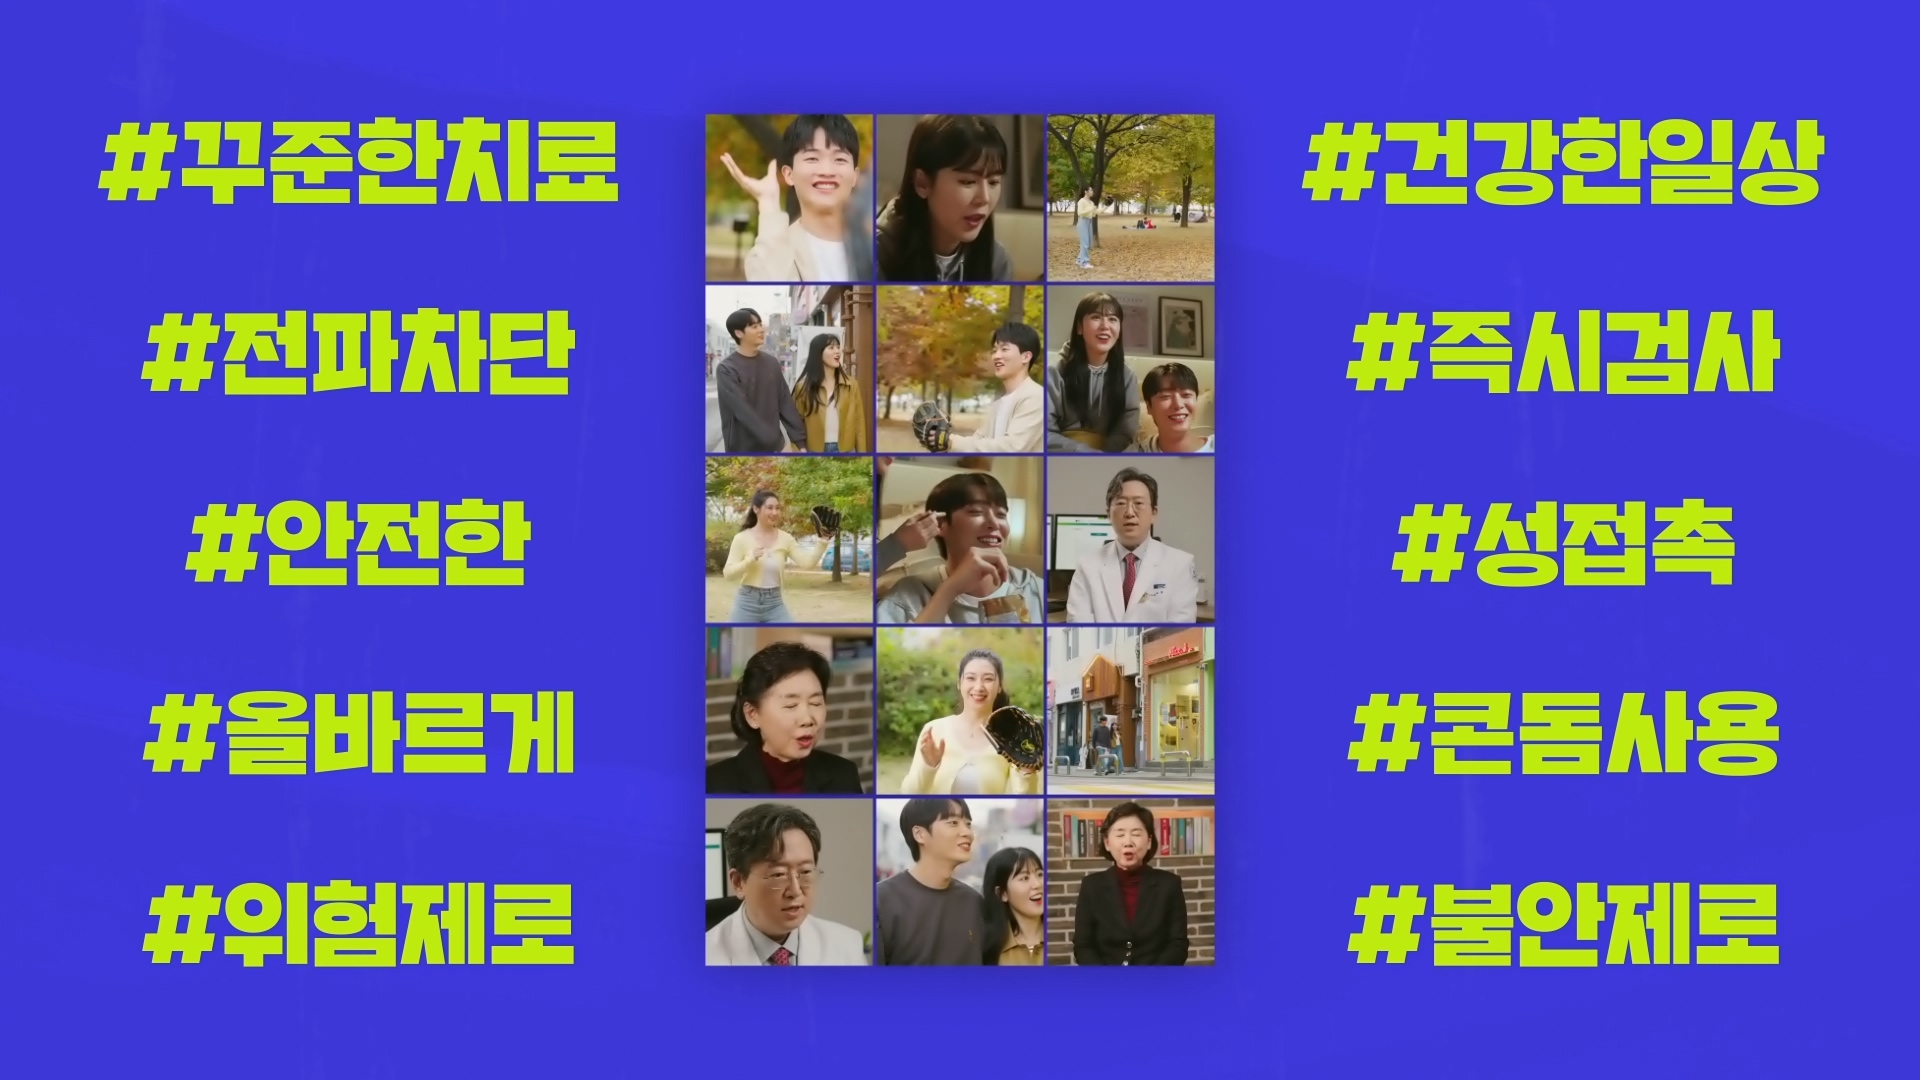 #꾸준한치료 #건강한일상
#전파차단 #즉시검사
#안전한 #성접촉
#올바르게 #콘돔사용
#위험제로 #불안제로